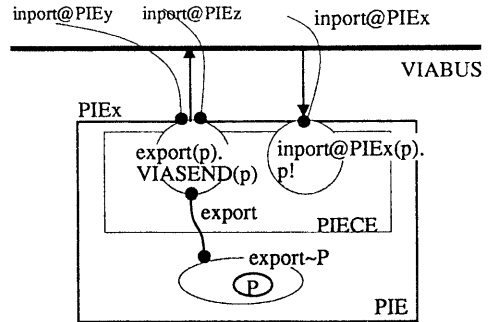 inport@PIEy
inport@PIEz
inport@PIEx
VIABUS
PIEx
export(p).
VIASEND(p)
inport@PIEx(p).
p!
export
PIECE
export~P
P
PIE